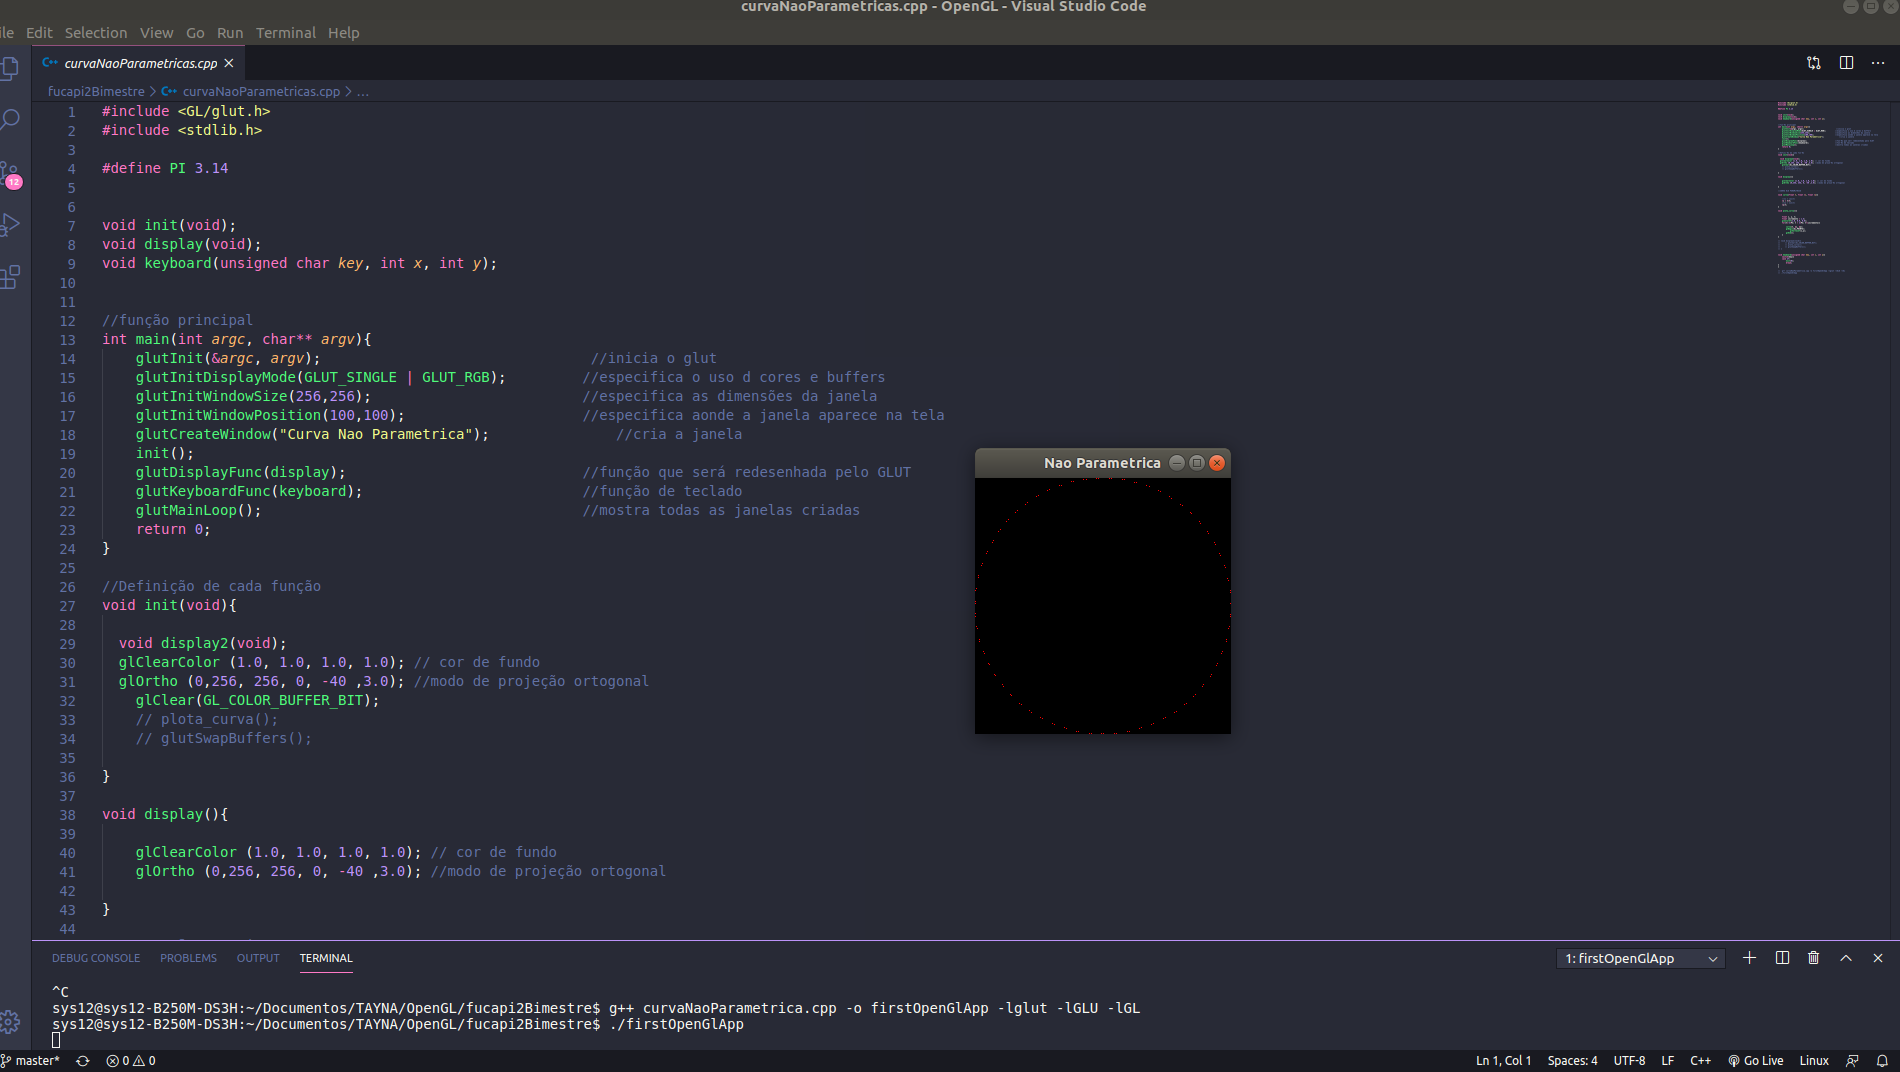 curvaNaoParametricas.cpp - OpenGL - Visual Studio Code
ile Edit Selection View Go Run Terminal Help
curvaNaoParametricas.cpp
fucapi2Bimestre > curvaNaoParametricas.cpp > ...
1 #include <GL/glut.h>
2 #include <stdlib.h>
3
4 #define PI 3.14
5
6
7 void init(void);
8 void display(void);
9 void keyboard(unsigned char key, int x, int y);
10
11
12 //função principal
13 int main(int argc, char** argv){
14 glutInit(&argc, argv); //inicia o glut
15 glutInitDisplayMode(GLUT_SINGLE | GLUT_RGB); //especifica o uso d cores e buffers
16 glutInitWindowSize(256,256); //especifica as dimensões da janela
17 glutInitWindowPosition(100,100); //especifica aonde a janela aparece na tela
18 glutCreateWindow("Curva Nao Parametrica"); //cria a janela
19 init();
20 glutDisplayFunc(display); //função que será redesenhada pelo GLUT
21 glutKeyboardFunc(keyboard); //função de teclado
22 glutMainLoop(); //mostra todas as janelas criadas
23 return 0;
24 }
25
26 //Definição de cada função
27 void init(void){
28
29 void display2(void);
30 glClearColor (1.0, 1.0, 1.0, 1.0); // cor de fundo
31 glOrtho (0,256, 256, 0, -40 ,3.0); //modo de projeção ortogonal
32 glClear(GL_COLOR_BUFFER_BIT);
33 // plota_curva();
34 // glutSwapBuffers();
35
36 }
37
38 void display(){
39
40 glClearColor (1.0, 1.0, 1.0, 1.0); // cor de fundo
41 glOrtho (0,256, 256, 0, -40 ,3.0); //modo de projeção ortogonal
42
43 }
44
Nao Parametrica
DEBUG CONSOLE PROBLEMS OUTPUT TERMINAL 1: firstOpenGlApp
^C
sys12@sys12-B250M-DS3H:~/Documentos/TAYNA/OpenGL/fucapi2Bimestre$ g++ curvaNaoParametrica.cpp -o firstOpenGlApp -lglut -lGLU -lGL
sys12@sys12-B250M-DS3H:~/Documentos/TAYNA/OpenGL/fucapi2Bimestre$ ./firstOpenGlApp
12
master* 0 0 Ln 1, Col 1 Spaces: 4 UTF-8 LF C++ Go Live Linux